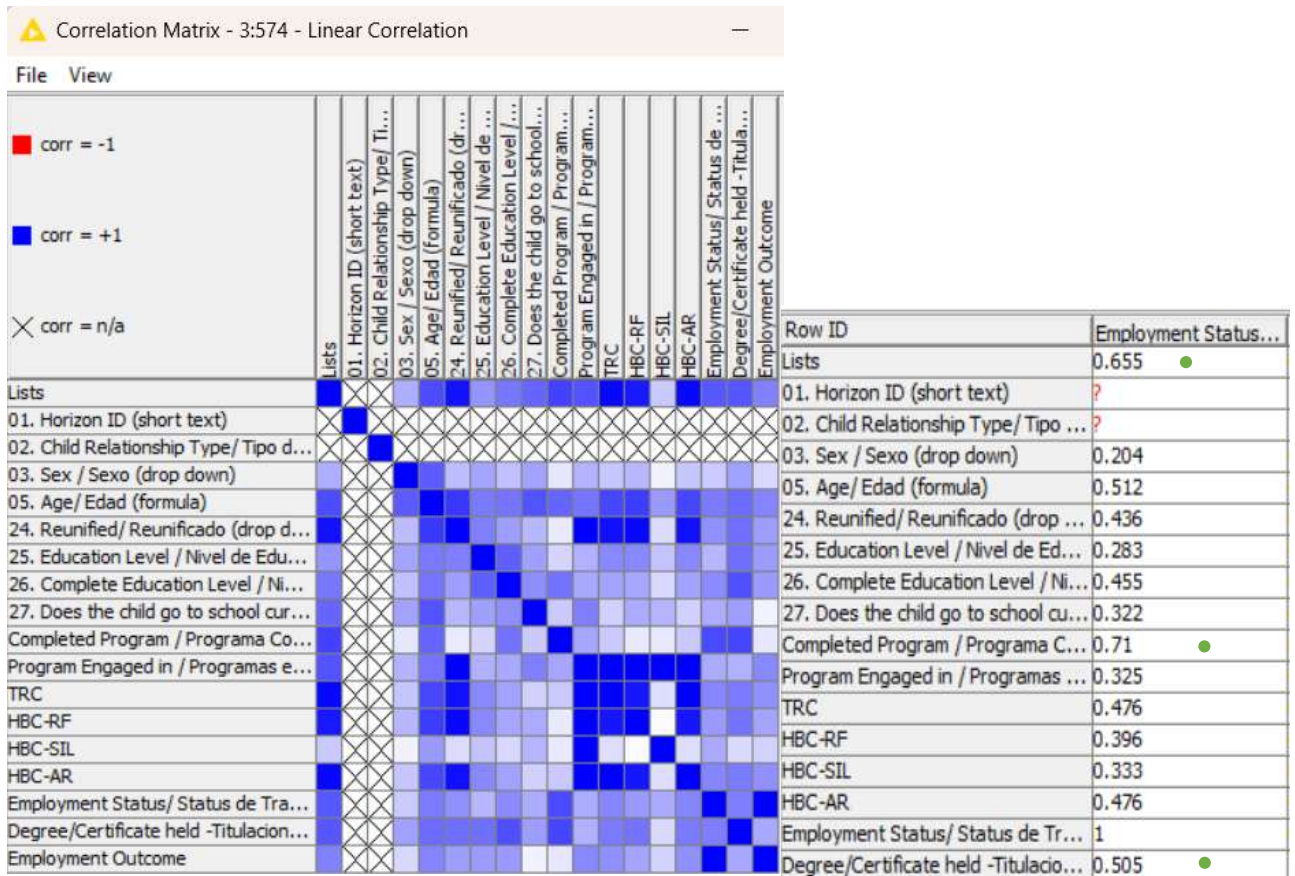 Correlation Matrix - 3:574 - Linear Correlation
File View
corr = -1
corr = +1
corr = n/a
Lists
01. Horizon ID (short text)
02. Child Relationship Type/ Ti...
03. Sex / Sexo (drop down)
05. Age/ Edad (formula)
24. Reunified/ Reunificado (dr...
25. Education Level / Nivel de ...
26. Complete Education Level /...
27. Does the child go to school...
Completed Program / Program...
Program Engaged in / Program...
TRC
HBC-RF
HBC-SIL
HBC-AR
Employment Status/ Status de ...
Degree/Certificate held -Titula...
Employment Outcome
Lists
01. Horizon ID (short text)
02. Child Relationship Type/ Tipo d...
03. Sex / Sexo (drop down)
05. Age/ Edad (formula)
24. Reunified/ Reunificado (drop d...
25. Education Level / Nivel de Edu...
26. Complete Education Level / Ni...
27. Does the child go to school cur...
Completed Program / Programa Co...
Program Engaged in / Programas e...
TRC
HBC-RF
HBC-SIL
HBC-AR
Employment Status/ Status de Tra...
Degree/Certificate held -Titulacion...
Employment Outcome
Row ID Employment Status...
Lists 0.655
01. Horizon ID (short text) ?
02. Child Relationship Type/ Tipo ... ?
03. Sex / Sexo (drop down) 0.204
05. Age/ Edad (formula) 0.512
24. Reunified/ Reunificado (drop ... 0.436
25. Education Level / Nivel de Ed... 0.283
26. Complete Education Level / Ni... 0.455
27. Does the child go to school cu... 0.322
Completed Program / Programa C... 0.71
Program Engaged in / Programas ... 0.325
TRC 0.476
HBC-RF 0.396
HBC-SIL 0.333
HBC-AR 0.476
Employment Status/ Status de Tr... 1
Degree/Certificate held -Titulacio... 0.505